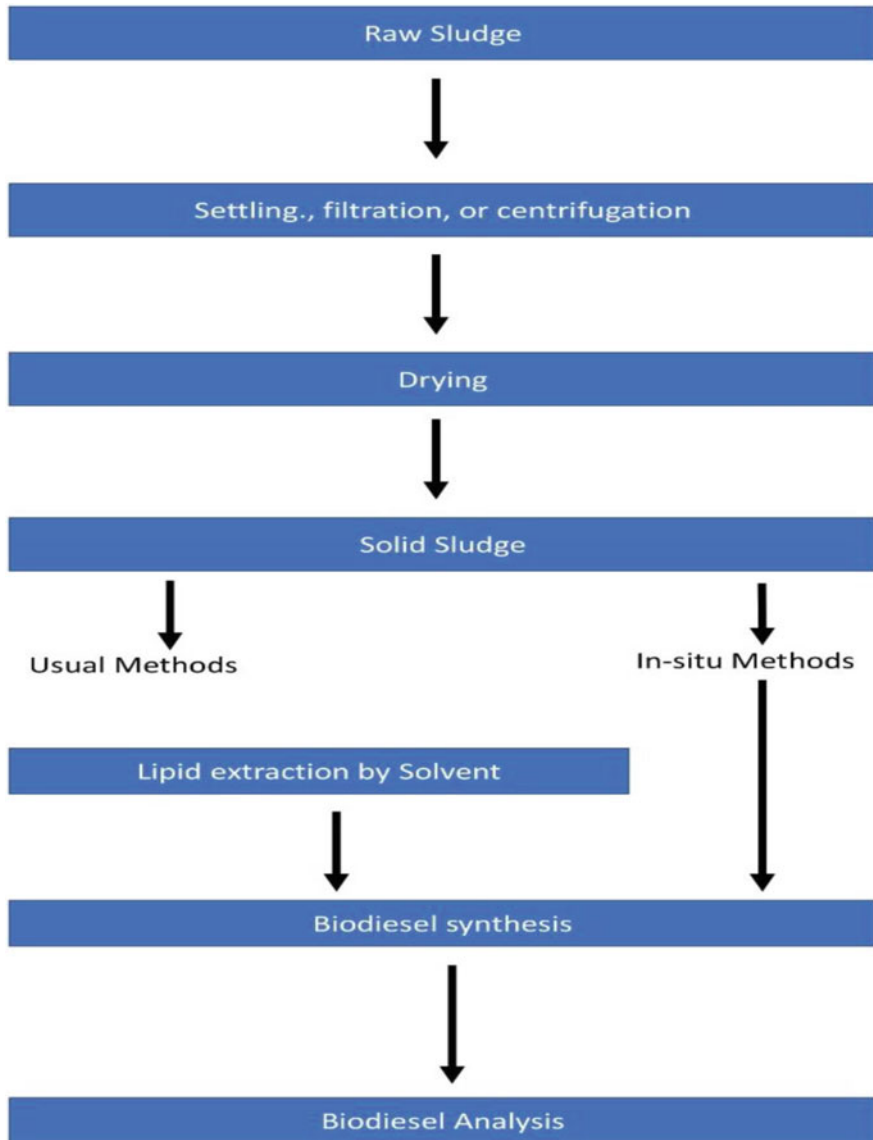 Raw Sludge
Settling., filtration, or centrifugation
Drying
Solid Sludge
Usual Methods
In-situ Methods
Lipid extraction by Solvent
Biodiesel synthesis
Biodiesel Analysis